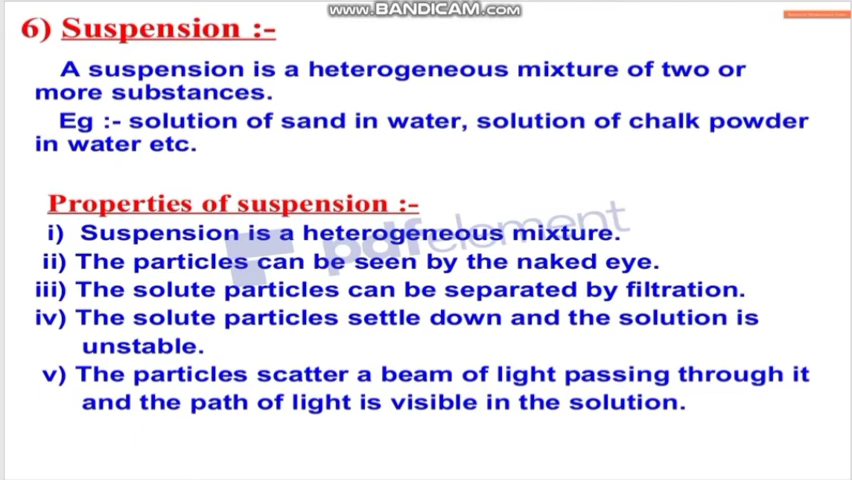 www.BANDICAM.com
6) Suspension :-
A suspension is a heterogeneous mixture of two or
more substances.
Eg :- solution of sand in water, solution of chalk powder
in water etc.
Properties of suspension :-
pdfelement
i) Suspension is a heterogeneous mixture.
ii) The particles can be seen by the naked eye.
iii) The solute particles can be separated by filtration.
iv) The solute particles settle down and the solution is
unstable.
v) The particles scatter a beam of light passing through it
and the path of light is visible in the solution.